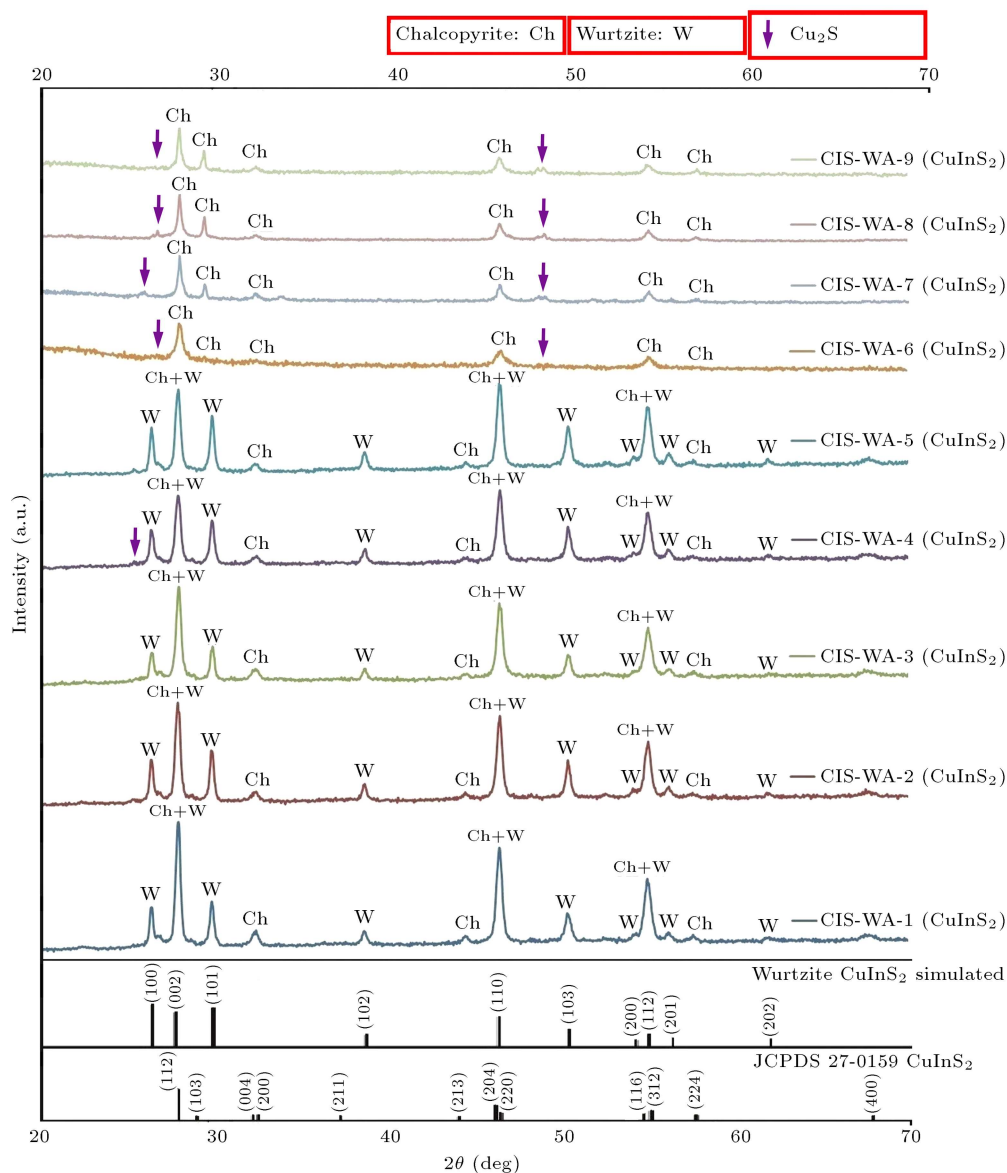 Chalcopyrite: Ch
Wurtzite: W
Cu₂S
20 30 40 50 60 70
Ch
Ch Ch Ch Ch Ch
CIS-WA-9 (CuInS₂)
Ch
Ch Ch Ch Ch Ch
CIS-WA-8 (CuInS₂)
Ch
Ch Ch Ch Ch Ch
CIS-WA-7 (CuInS₂)
Ch
Ch Ch Ch Ch Ch
CIS-WA-6 (CuInS₂)
Ch+W Ch+W Ch+W
W W Ch W Ch W W W Ch W
CIS-WA-5 (CuInS₂)
Ch+W Ch+W Ch+W
W W Ch W Ch W W W Ch W
CIS-WA-4 (CuInS₂)
Ch+W Ch+W Ch+W
W W Ch W Ch W W W Ch W
CIS-WA-3 (CuInS₂)
Ch+W Ch+W Ch+W
W W Ch W Ch W W W Ch W
CIS-WA-2 (CuInS₂)
Ch+W Ch+W Ch+W
W W Ch W Ch W W W Ch W
CIS-WA-1 (CuInS₂)
Intensity (a.u.)
Wurtzite CuInS₂ simulated
(100) (002) (101) (102) (110) (103) (200) (112) (201) (202)
JCPDS 27-0159 CuInS₂
(112) (103) (004) (200) (211) (213) (204) (220) (116) (312) (224) (400)
20 30 40 50 60 70
2θ (deg)